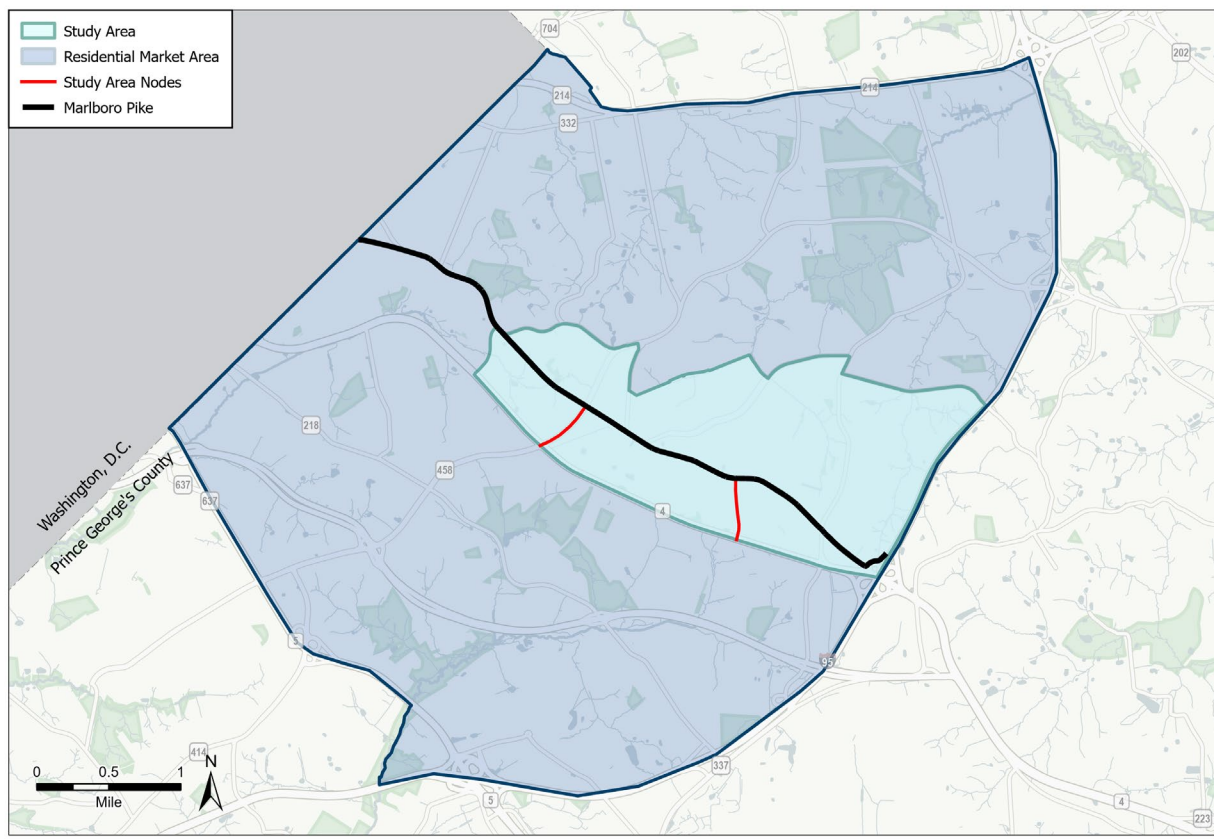 Study Area
Residential Market Area
Study Area Nodes
Marlboro Pike
704
202
214
214
332
218
458
Washington, D.C.
Prince George's County
637
637
4
5
95
414
337
5
4
223
0 0.5 1
Mile
N